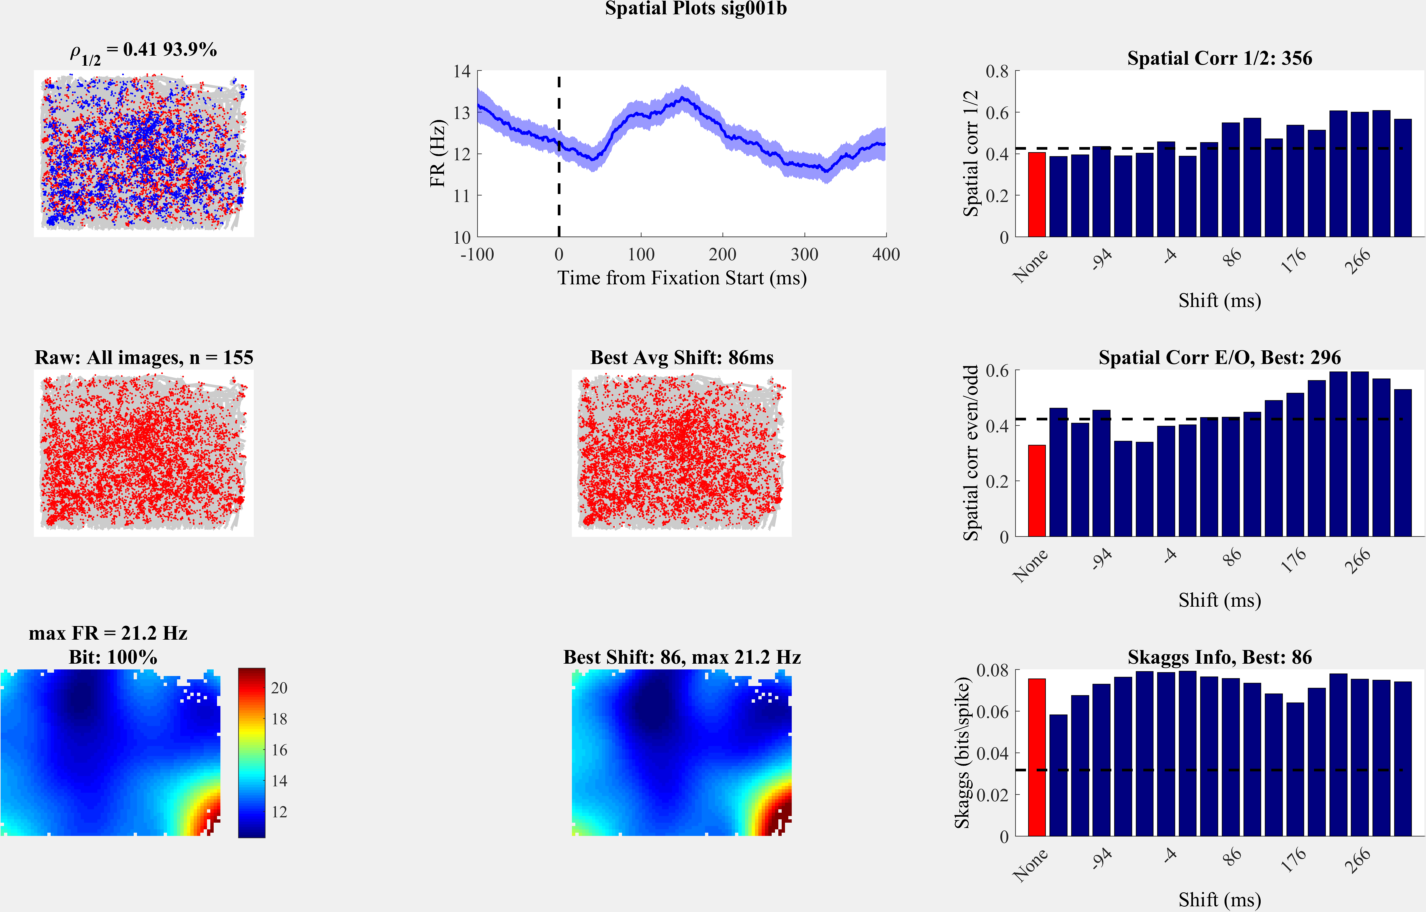 Spatial Plots sig001b
ρ1/2 = 0.41 93.9%
14
13
12
11
10
FR (Hz)
-100
0
100
200
300
400
Time from Fixation Start (ms)
Spatial Corr 1/2: 356
0.8
0.6
0.4
0.2
0
Spatial corr 1/2
None
-94
-4
86
176
266
Shift (ms)
Raw: All images, n = 155
Best Avg Shift: 86ms
Spatial Corr E/O, Best: 296
0.6
0.4
0.2
0
Spatial corr even/odd
None
-94
-4
86
176
266
Shift (ms)
max FR = 21.2 Hz
Bit: 100%
20
18
16
14
12
Best Shift: 86, max 21.2 Hz
Skaggs Info, Best: 86
0.08
0.06
0.04
0.02
0
Skaggs (bits\spike)
None
-94
-4
86
176
266
Shift (ms)